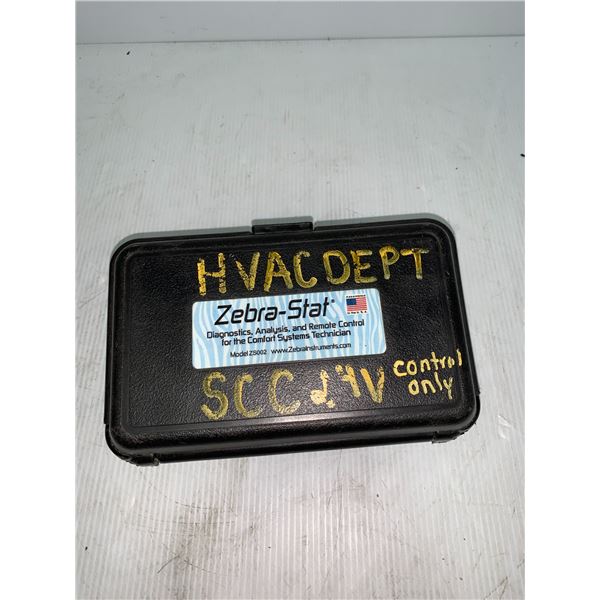 HVAC DEPT
Zebra-Stat®
Diagnostics, Analysis, and Remote Control
for the Comfort Systems Technician
Model ZS002 www.ZebraInstruments.com
SCC 24V control
only